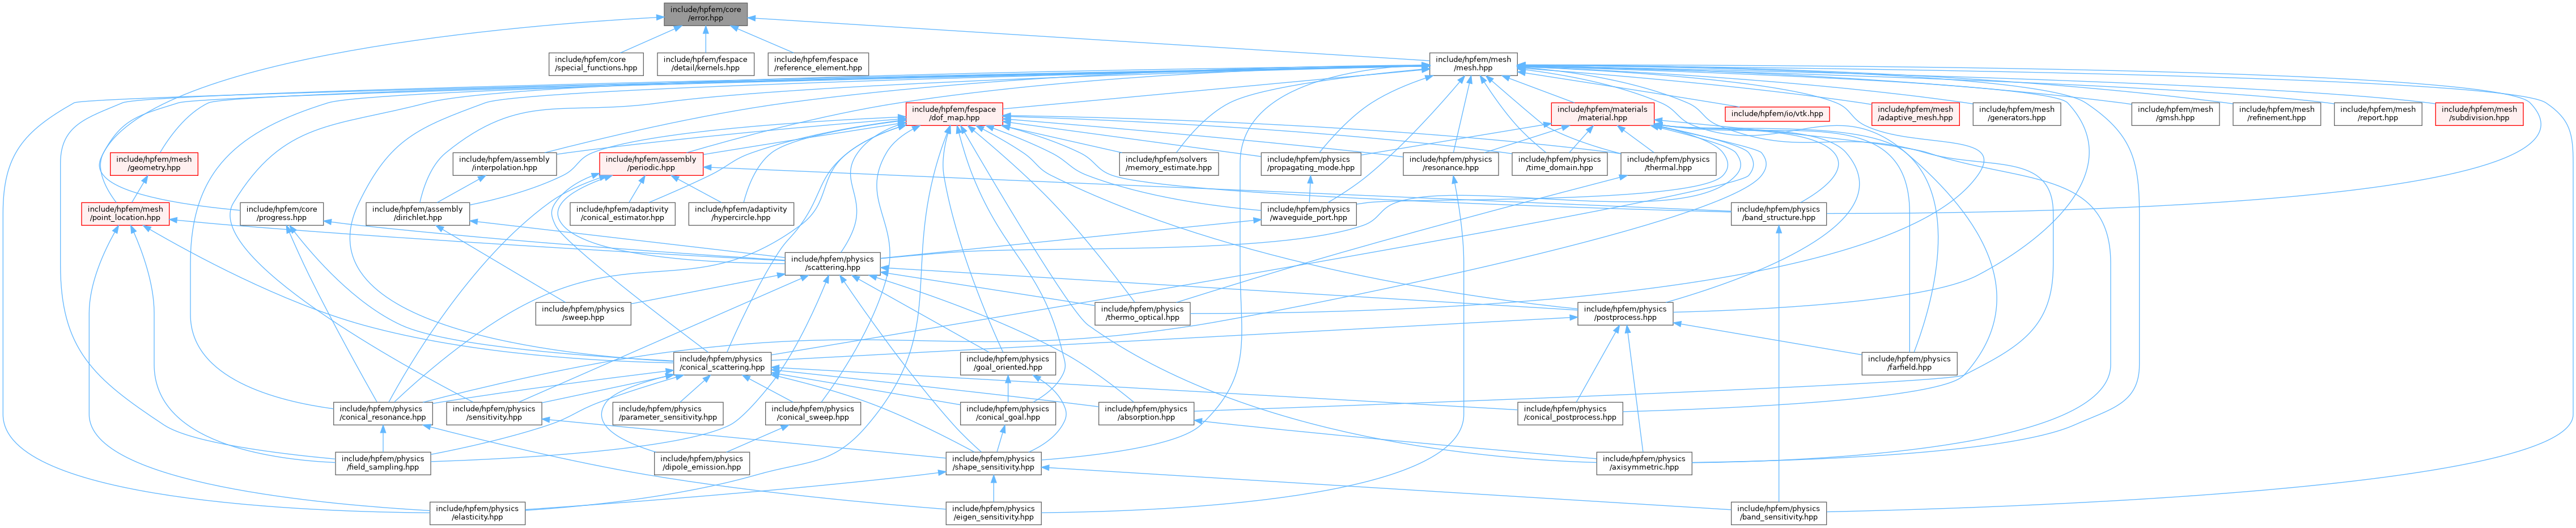 include/hpfem/core
/error.hpp
include/hpfem/core
/special_functions.hpp
include/hpfem/fespace
/detail/kernels.hpp
include/hpfem/fespace
/reference_element.hpp
include/hpfem/mesh
/mesh.hpp
include/hpfem/fespace
/dof_map.hpp
include/hpfem/materials
/material.hpp
include/hpfem/io/vtk.hpp
include/hpfem/mesh
/adaptive_mesh.hpp
include/hpfem/mesh
/generators.hpp
include/hpfem/mesh
/gmsh.hpp
include/hpfem/mesh
/refinement.hpp
include/hpfem/mesh
/report.hpp
include/hpfem/mesh
/subdivision.hpp
include/hpfem/mesh
/geometry.hpp
include/hpfem/assembly
/interpolation.hpp
include/hpfem/assembly
/periodic.hpp
include/hpfem/solvers
/memory_estimate.hpp
include/hpfem/physics
/propagating_mode.hpp
include/hpfem/physics
/resonance.hpp
include/hpfem/physics
/time_domain.hpp
include/hpfem/physics
/thermal.hpp
include/hpfem/mesh
/point_location.hpp
include/hpfem/core
/progress.hpp
include/hpfem/assembly
/dirichlet.hpp
include/hpfem/adaptivity
/conical_estimator.hpp
include/hpfem/adaptivity
/hypercircle.hpp
include/hpfem/physics
/waveguide_port.hpp
include/hpfem/physics
/band_structure.hpp
include/hpfem/physics
/scattering.hpp
include/hpfem/physics
/sweep.hpp
include/hpfem/physics
/thermo_optical.hpp
include/hpfem/physics
/postprocess.hpp
include/hpfem/physics
/conical_scattering.hpp
include/hpfem/physics
/goal_oriented.hpp
include/hpfem/physics
/farfield.hpp
include/hpfem/physics
/conical_resonance.hpp
include/hpfem/physics
/sensitivity.hpp
include/hpfem/physics
/parameter_sensitivity.hpp
include/hpfem/physics
/conical_sweep.hpp
include/hpfem/physics
/conical_goal.hpp
include/hpfem/physics
/absorption.hpp
include/hpfem/physics
/conical_postprocess.hpp
include/hpfem/physics
/field_sampling.hpp
include/hpfem/physics
/dipole_emission.hpp
include/hpfem/physics
/shape_sensitivity.hpp
include/hpfem/physics
/axisymmetric.hpp
include/hpfem/physics
/elasticity.hpp
include/hpfem/physics
/eigen_sensitivity.hpp
include/hpfem/physics
/band_sensitivity.hpp